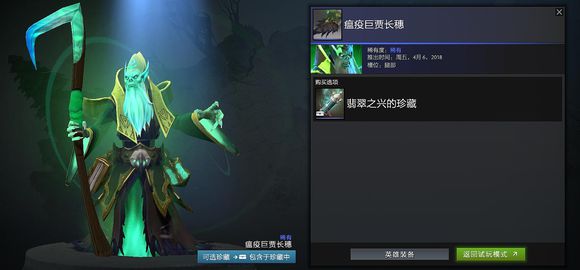 瘟疫巨贾长穗
稀有度：稀有
推出时间：周五，4月 6，2018
槽位：腿部
购买选项
翡翠之兴的珍藏
稀有
瘟疫巨贾长穗
可选珍藏 → 包含于珍藏中
英雄装备
返回试玩模式